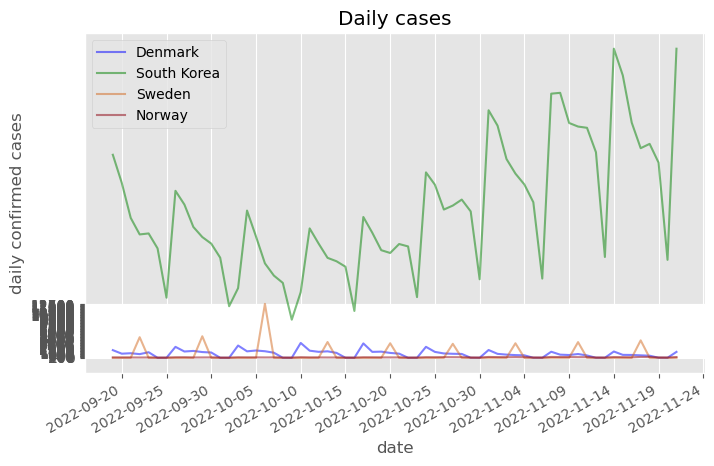 Daily cases
Denmark
South Korea
Sweden
Norway
daily confirmed cases
2022-09-20
2022-09-25
2022-09-30
2022-10-05
2022-10-10
2022-10-15
2022-10-20
2022-10-25
2022-10-30
2022-11-04
2022-11-09
2022-11-14
2022-11-19
2022-11-24
date